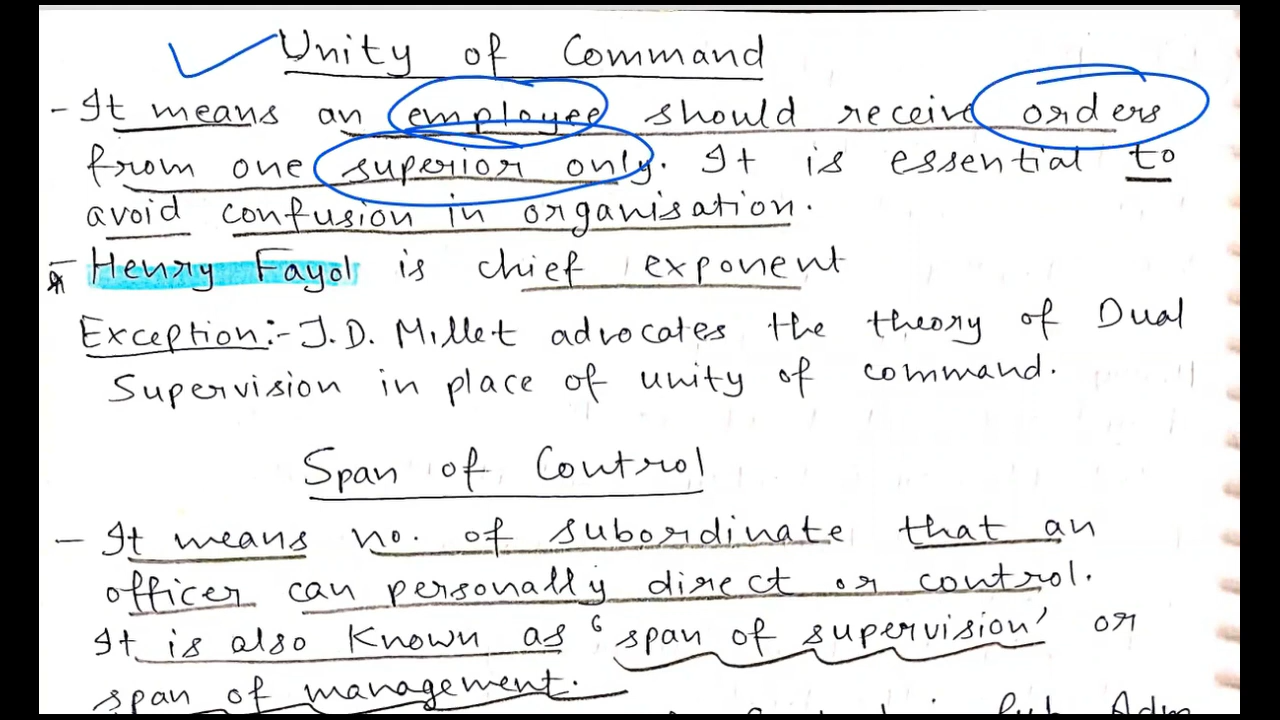 Unity of Command
- It means an employee should receive orders
from one superior only. It is essential to
avoid confusion in organisation.
- Henry Fayol is chief exponent
Exception:- J.D. Millet advocates the theory of Dual
Supervision in place of unity of command.
Span of Control
- It means no. of subordinate that an
officer can personally direct or control.
It is also known as 'span of supervision' or
span of management.
Pub Adm